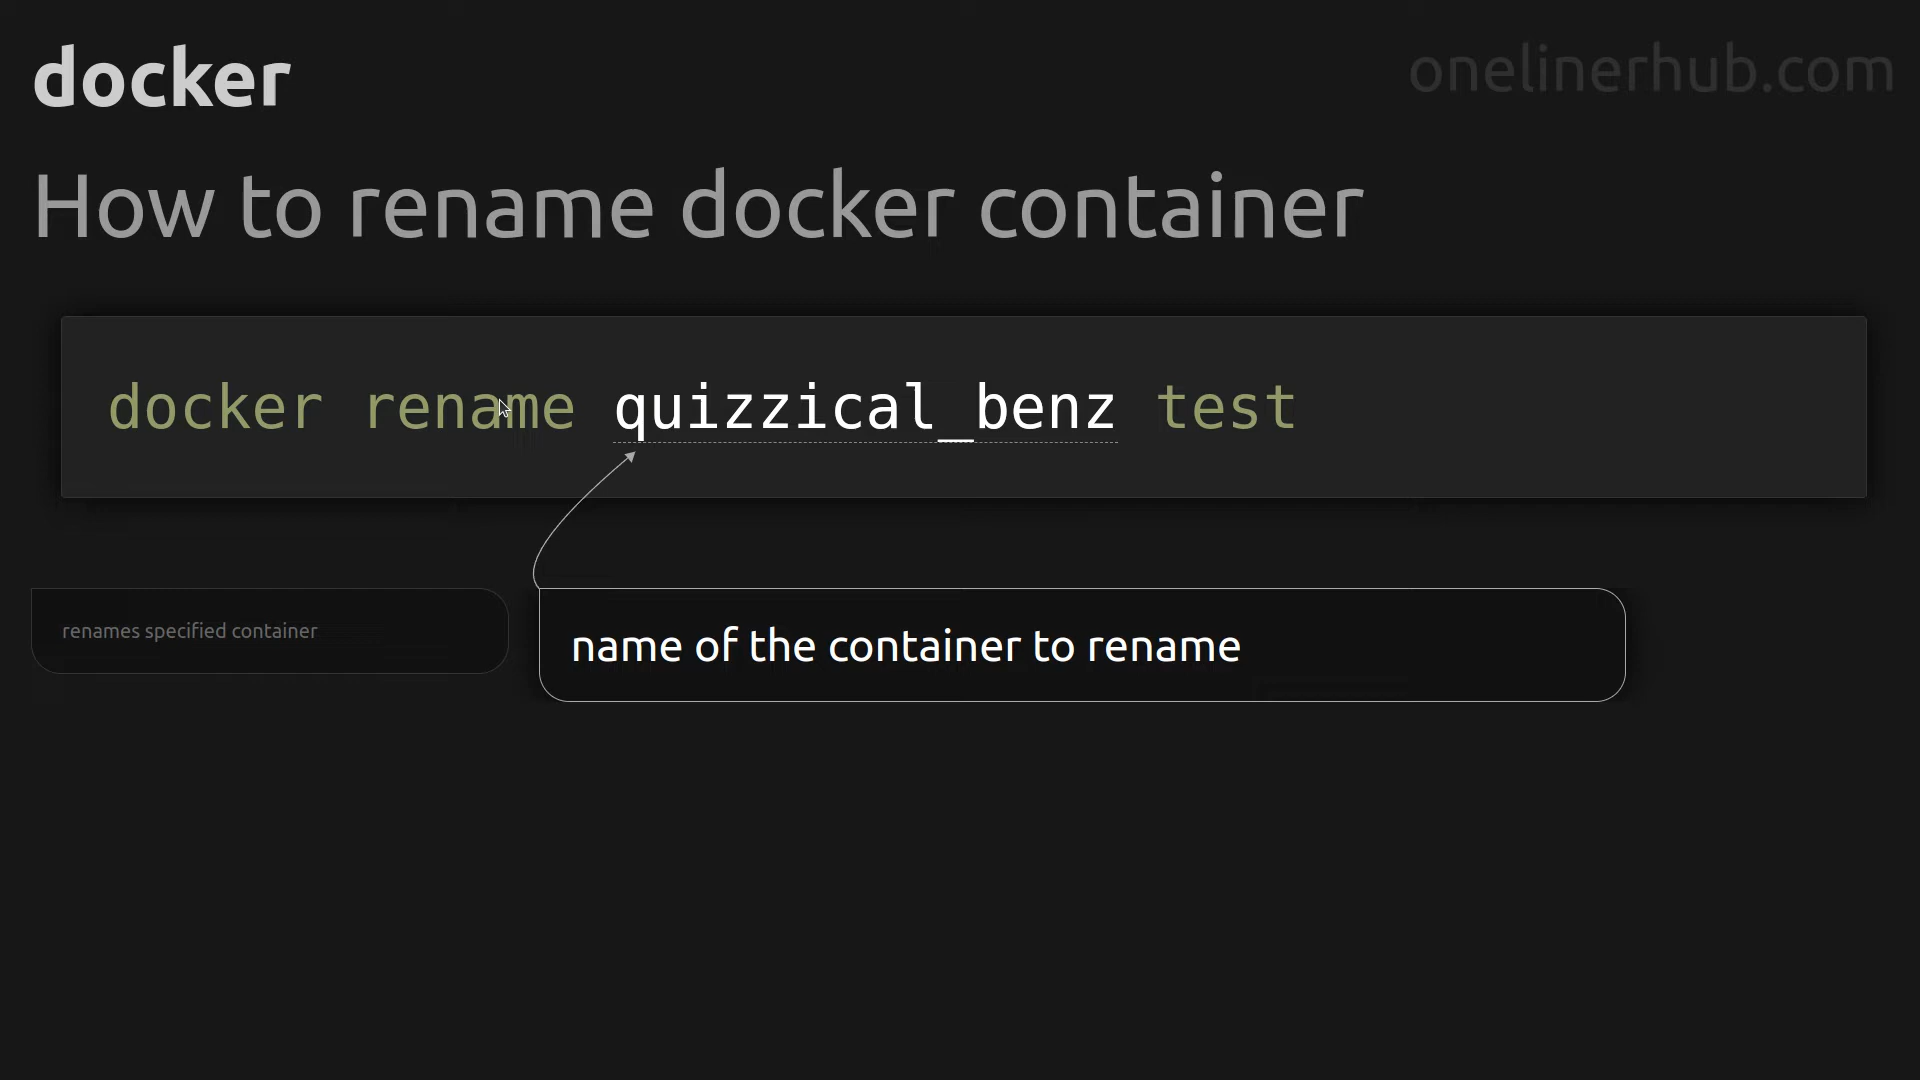 docker
onelinerhub.com
How to rename docker container
docker rename quizzical_benz test
renames specified container
name of the container to rename